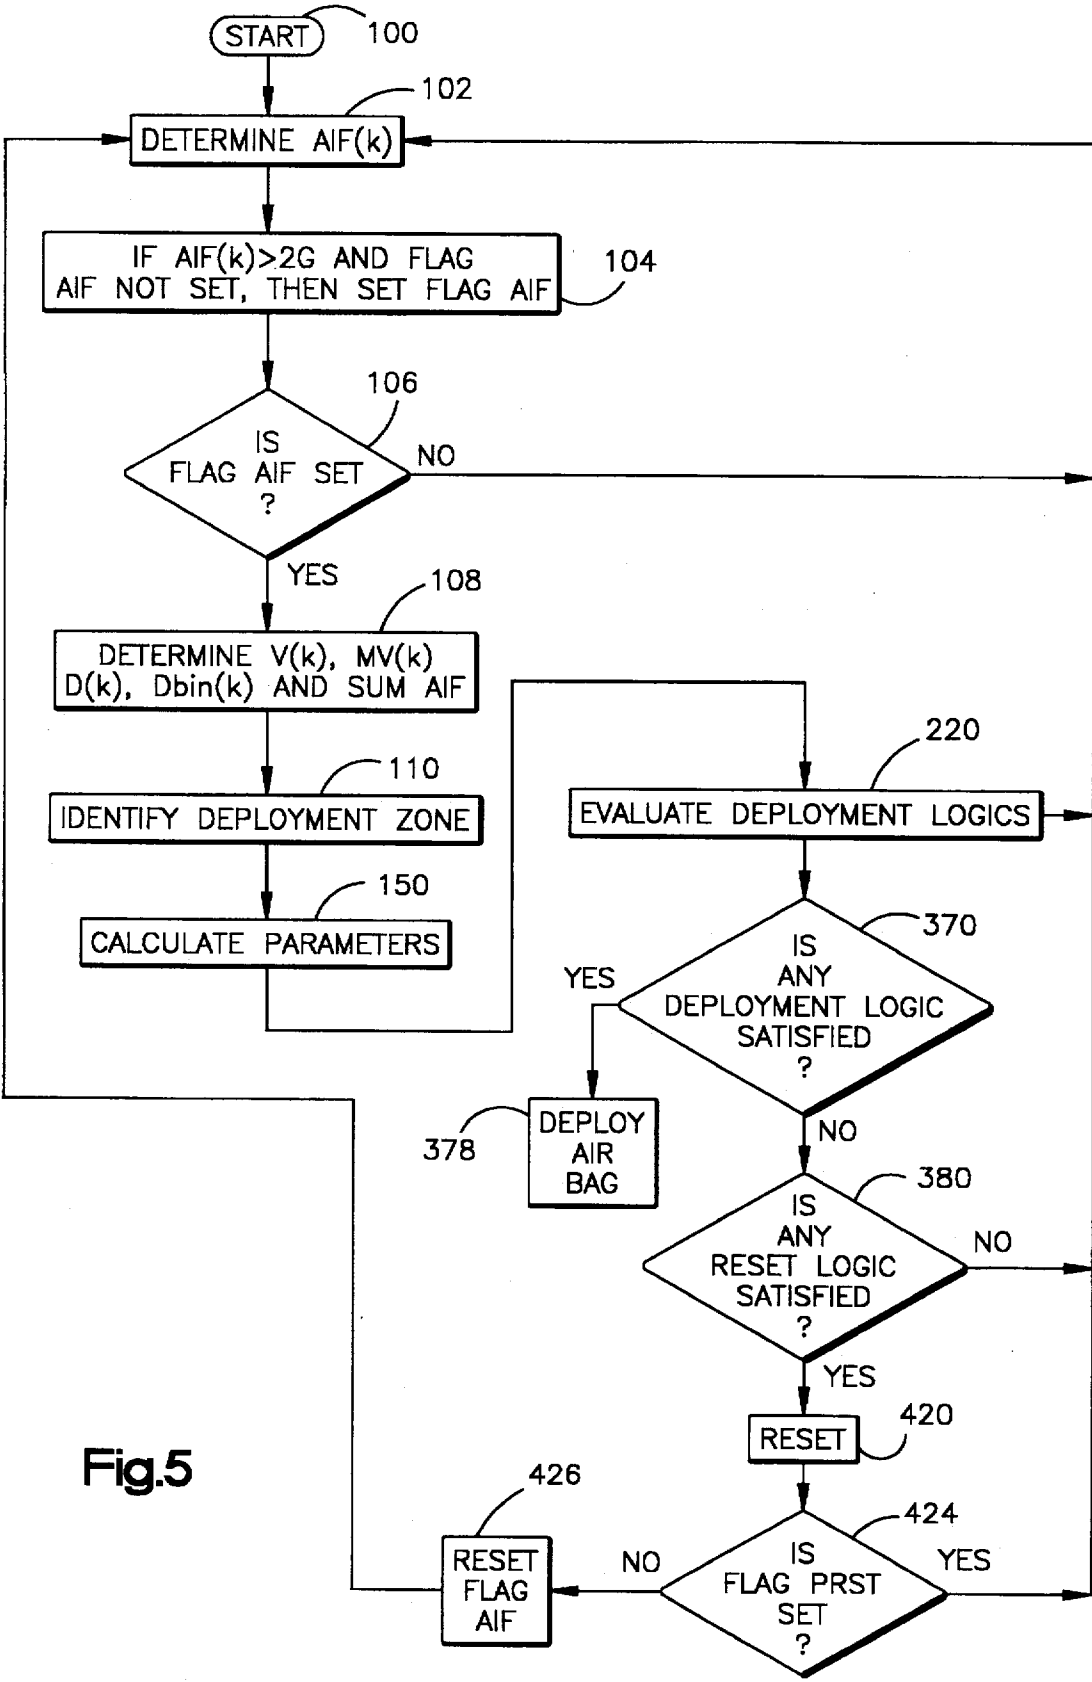 START
100
102
DETERMINE AIF(k)
IF AIF(k)>2G AND FLAG
AIF NOT SET, THEN SET FLAG AIF
104
106
IS
FLAG AIF SET
?
NO
YES
108
DETERMINE V(k), MV(k)
D(k), Dbin(k) AND SUM AIF
110
IDENTIFY DEPLOYMENT ZONE
150
CALCULATE PARAMETERS
220
EVALUATE DEPLOYMENT LOGICS
370
IS
ANY
DEPLOYMENT LOGIC
SATISFIED
?
YES
378
DEPLOY
AIR
BAG
NO
380
IS
ANY
RESET LOGIC
SATISFIED
?
NO
YES
420
RESET
424
IS
FLAG PRST
SET
?
YES
NO
426
RESET
FLAG
AIF
Fig.5